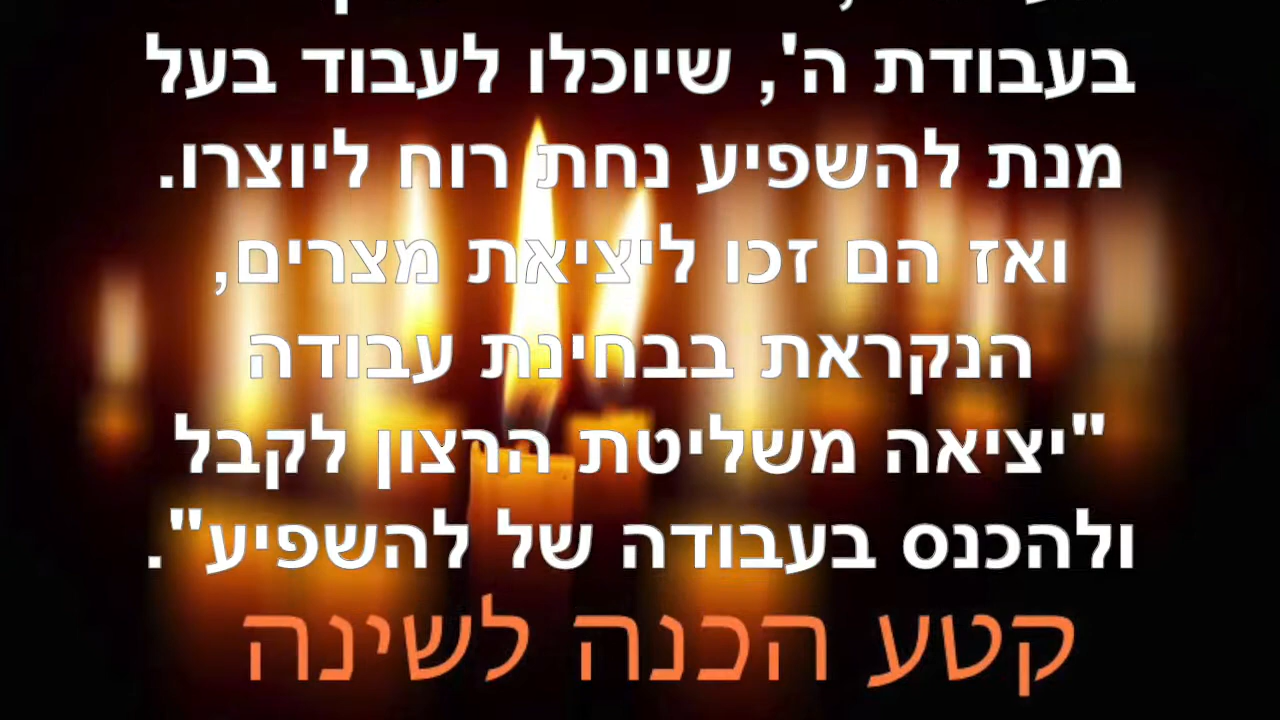 בעבודת ה', שיוכלו לעבוד בעל
מנת להשפיע נחת רוח ליוצרו.
ואז הם זכו ליציאת מצרים,
הנקראת בבחינת עבודה
"יציאה משליטת הרצון לקבל
ולהכנס בעבודה של להשפיע".
קטע הכנה לשינה